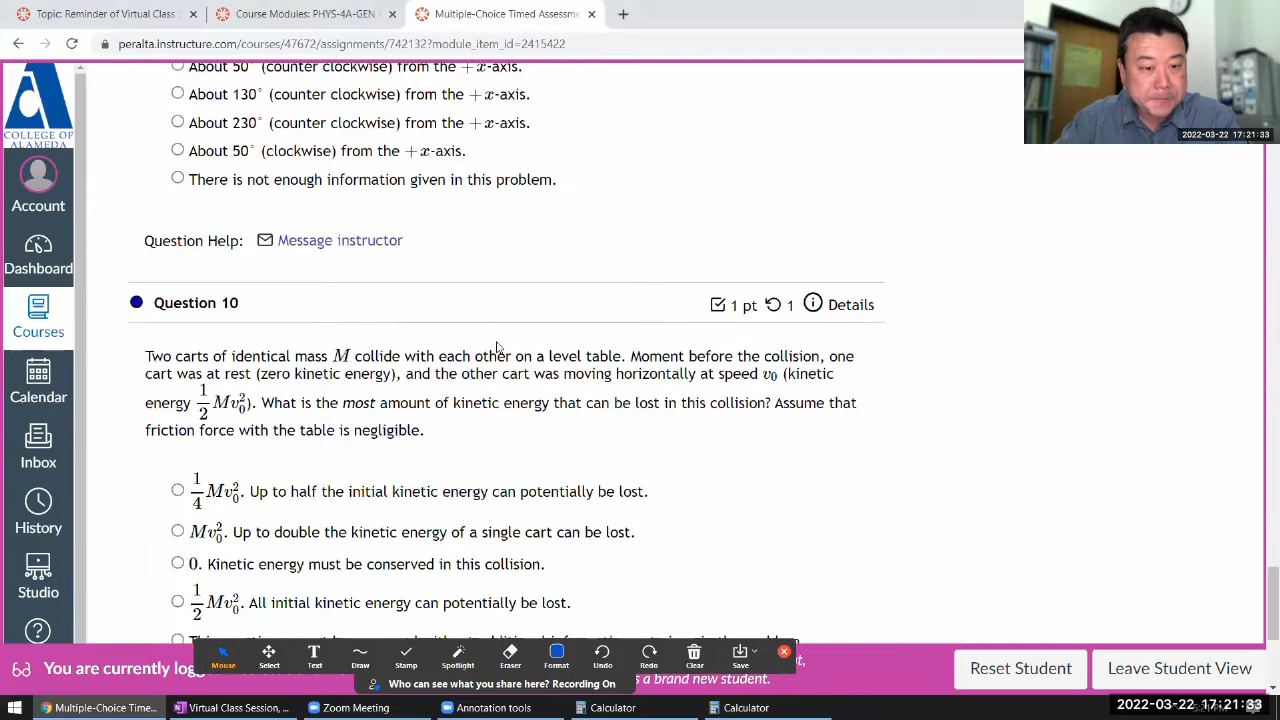 Topic: Reminder of Virtual Class S
Course Modules: PHYS-4A-GEN
Multiple-Choice Timed Assessme
peralta.instructure.com/courses/47672/assignments/742132?module_item_id=2415422
2022-03-22 17:21:33
COLLEGE OF
ALAMEDA
Account
Dashboard
Courses
Calendar
Inbox
History
Studio
About 50° (counter clockwise) from the +x-axis.
About 130° (counter clockwise) from the +x-axis.
About 230° (counter clockwise) from the +x-axis.
About 50° (clockwise) from the +x-axis.
There is not enough information given in this problem.
Question Help: Message instructor
Question 10
1 pt 1 Details
Two carts of identical mass M collide with each other on a level table. Moment before the collision, one
cart was at rest (zero kinetic energy), and the other cart was moving horizontally at speed v₀ (kinetic
energy 1/2 Mv₀²). What is the most amount of kinetic energy that can be lost in this collision? Assume that
friction force with the table is negligible.
1/4 Mv₀². Up to half the initial kinetic energy can potentially be lost.
Mv₀². Up to double the kinetic energy of a single cart can be lost.
0. Kinetic energy must be conserved in this collision.
1/2 Mv₀². All initial kinetic energy can potentially be lost.
Mouse Select Text Draw Stamp Spotlight Eraser Format Undo Redo Clear Save
Who can see what you share here? Recording On
You are currently log
s a brand new student.
Reset Student
Leave Student View
Multiple-Choice Time...
Virtual Class Session, ...
Zoom Meeting
Annotation tools
Calculator
Calculator
2022-03-22 17:21:33